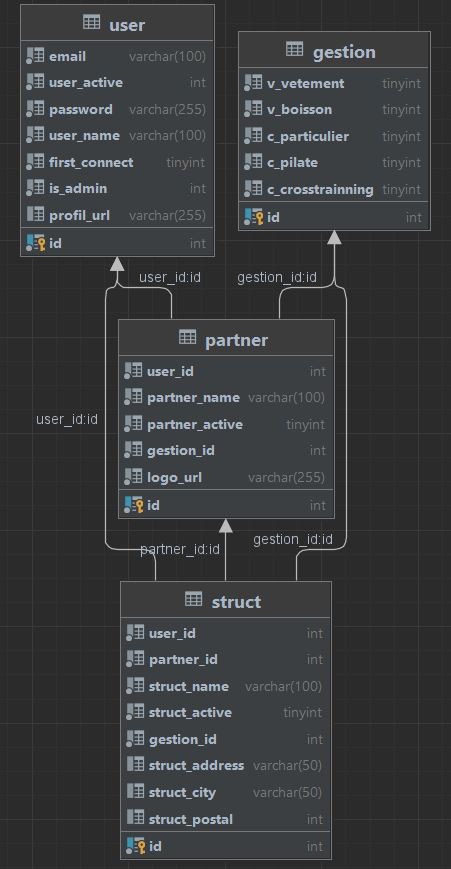 user
email varchar(100)
user_active int
password varchar(255)
user_name varchar(100)
first_connect tinyint
is_admin int
profil_url varchar(255)
id int
gestion
v_vetement tinyint
v_boisson tinyint
c_particulier tinyint
c_pilate tinyint
c_crosstrainning tinyint
id int
user_id:id
gestion_id:id
partner
user_id int
partner_name varchar(100)
partner_active tinyint
gestion_id int
logo_url varchar(255)
id int
user_id:id
partner_id:id
gestion_id:id
struct
user_id int
partner_id int
struct_name varchar(100)
struct_active tinyint
gestion_id int
struct_address varchar(50)
struct_city varchar(50)
struct_postal int
id int